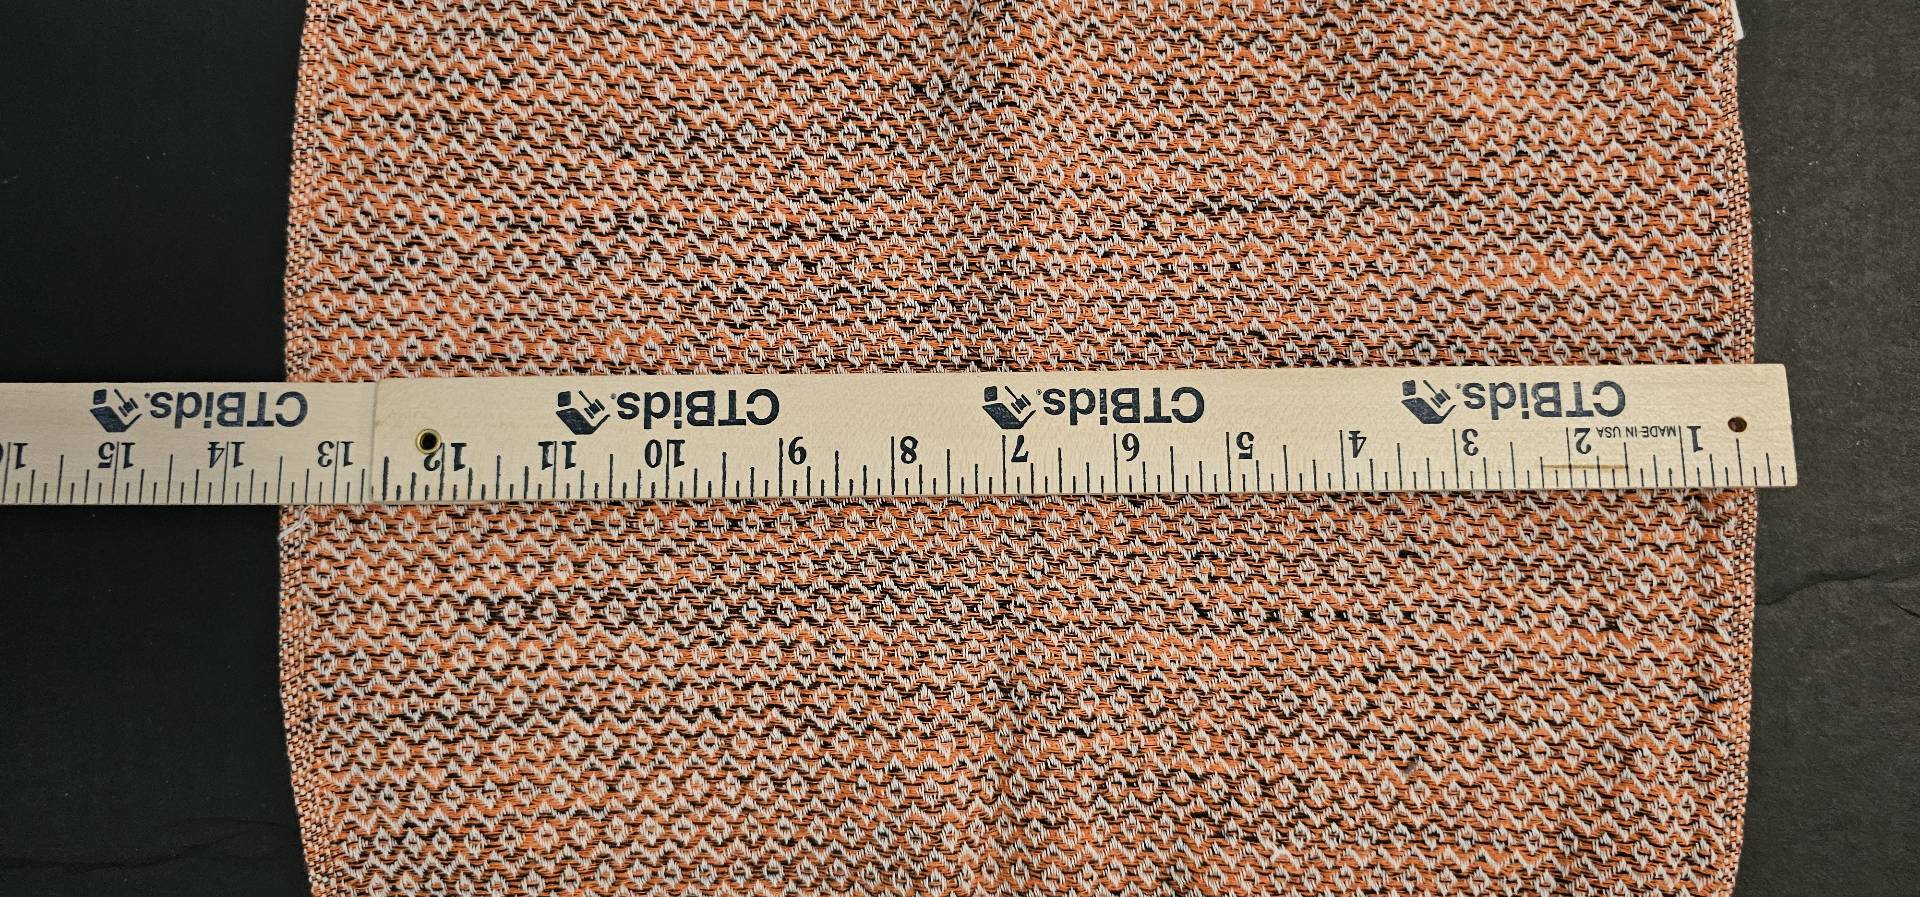 CTBids. CTBids. CTBids. CTBids.
MADE IN USA
1 2 3 4 5 6 7 8 9 10 11 12 13 14 15